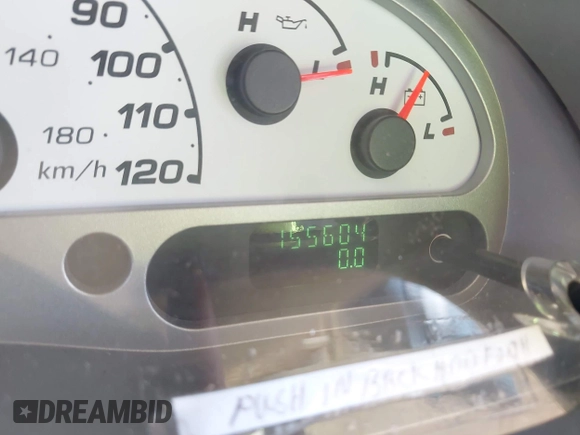 90
H
140
100
L
H
110
L
180
km/h
120
155604
0.0
PUSH IN BACK
DREAMBID